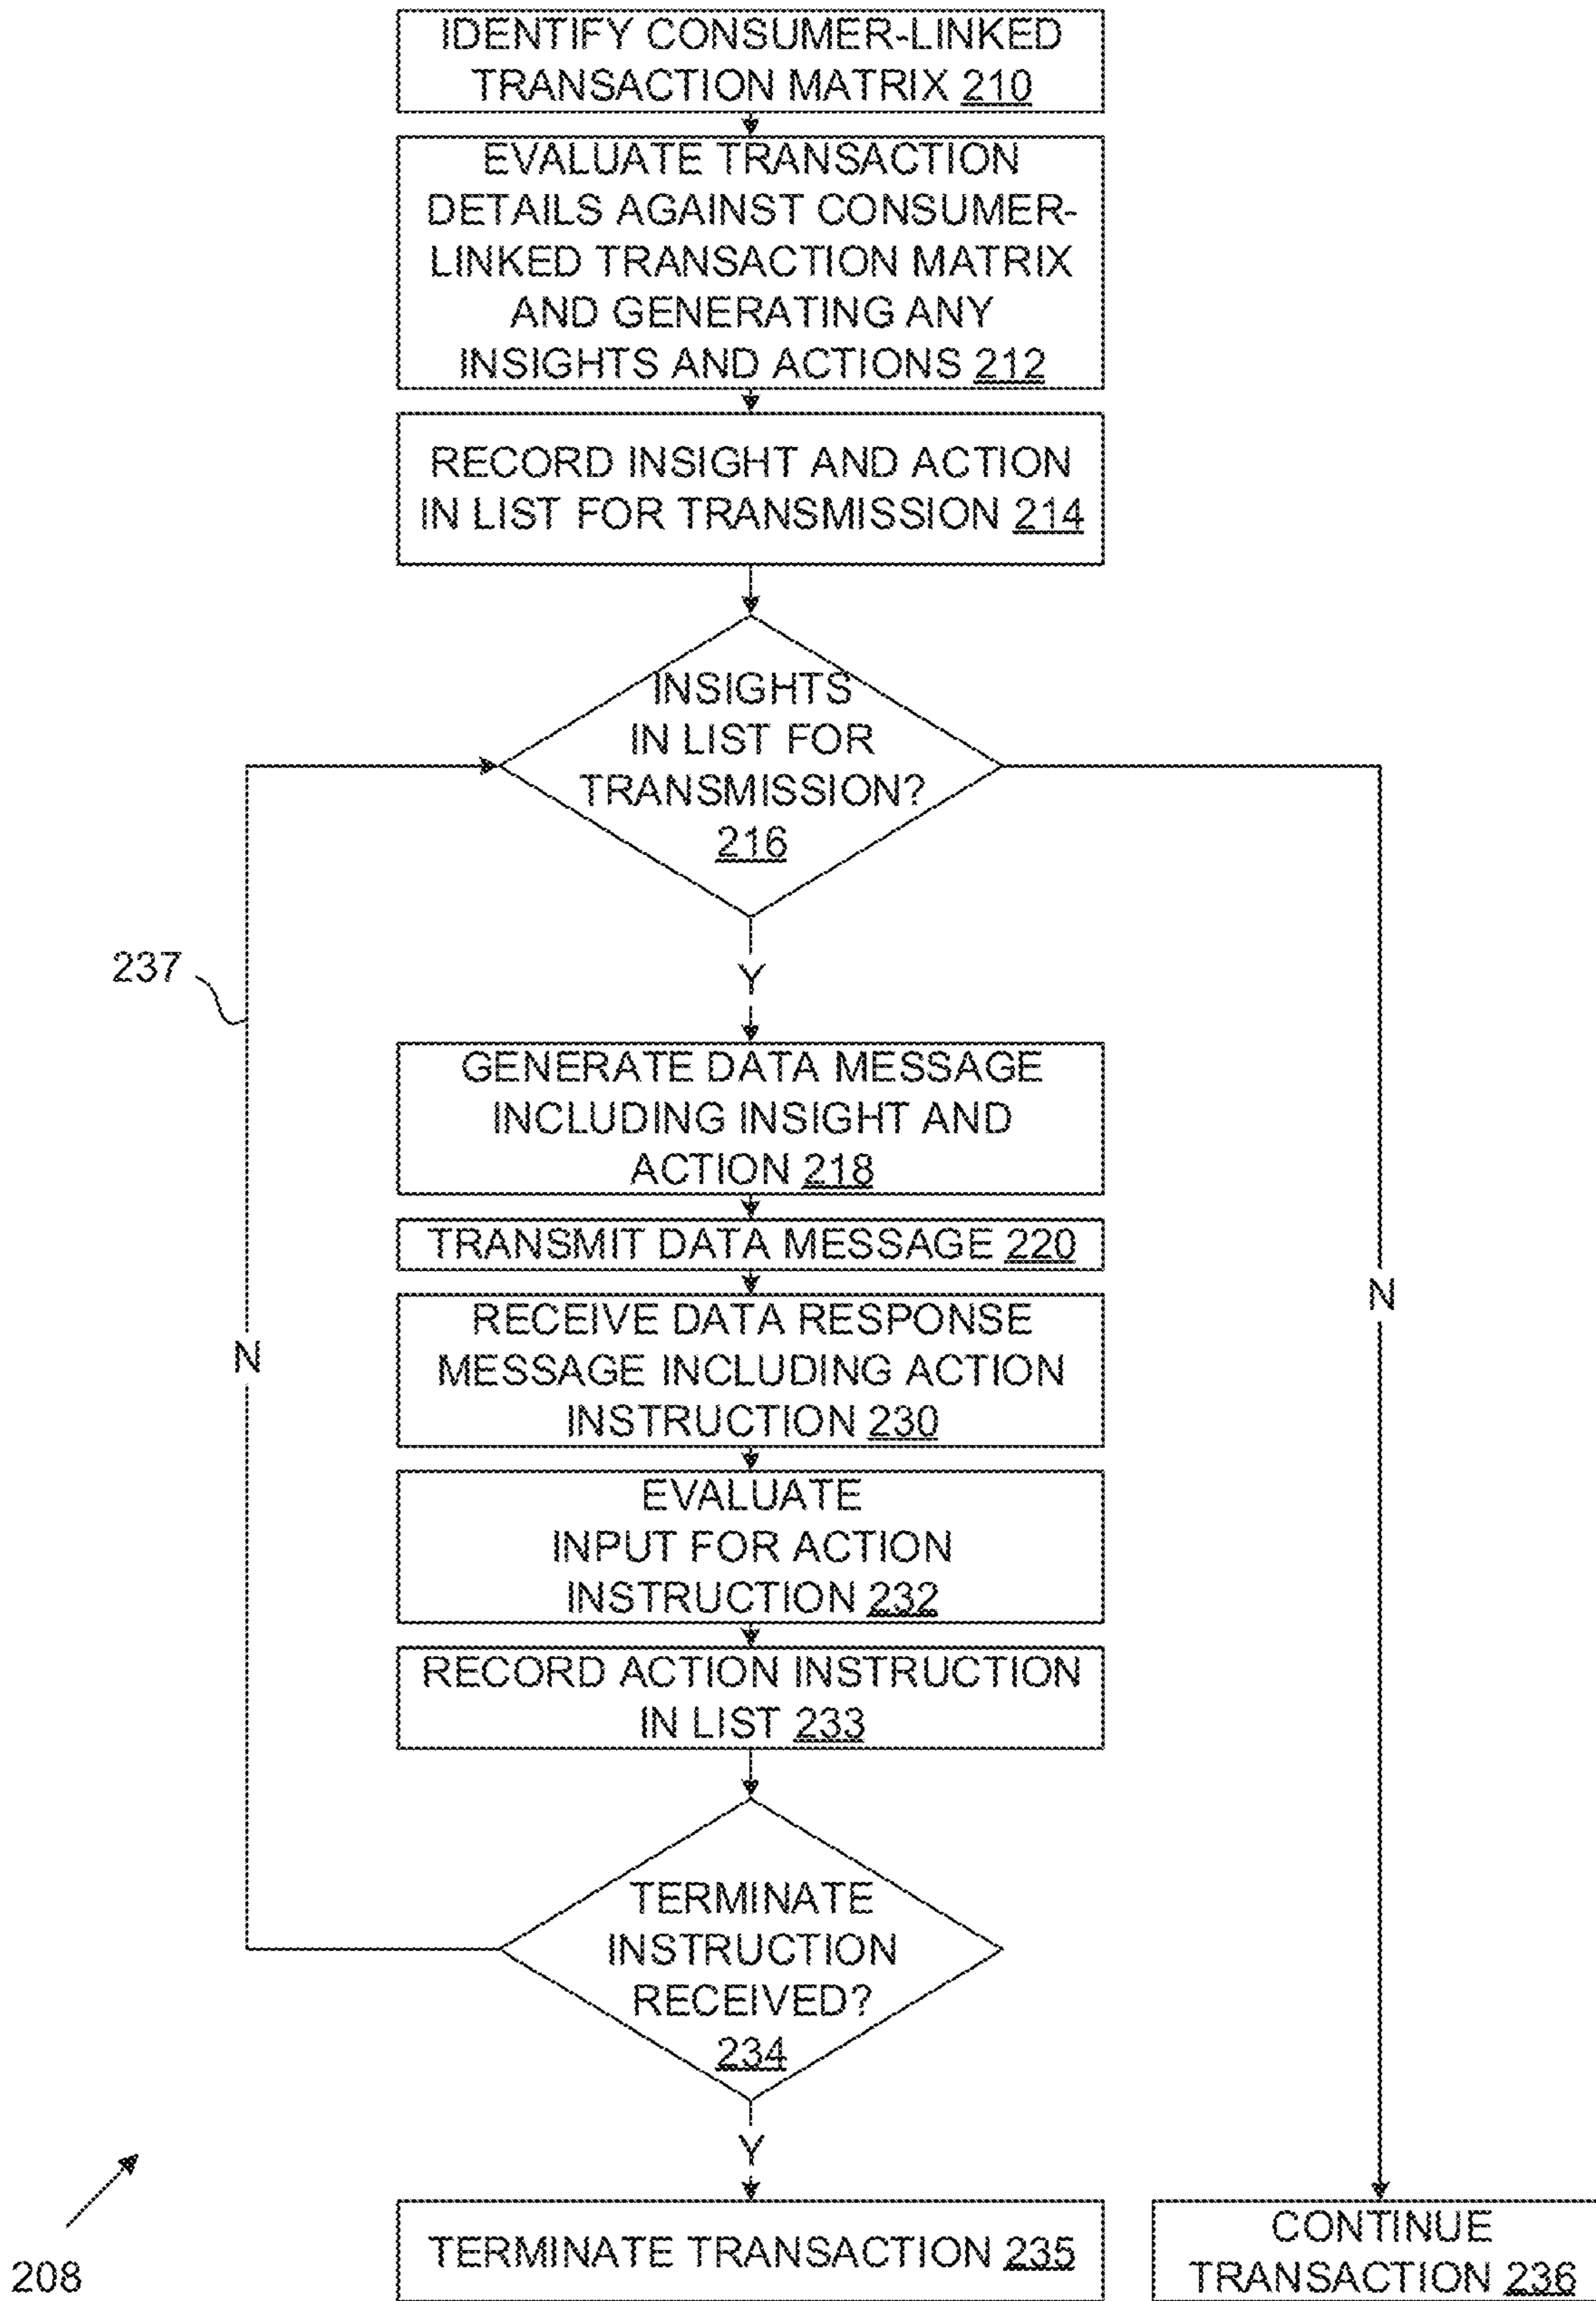 IDENTIFY CONSUMER-LINKED
TRANSACTION MATRIX 210
EVALUATE TRANSACTION
DETAILS AGAINST CONSUMER-
LINKED TRANSACTION MATRIX
AND GENERATING ANY
INSIGHTS AND ACTIONS 212
RECORD INSIGHT AND ACTION
IN LIST FOR TRANSMISSION 214
INSIGHTS
IN LIST FOR
TRANSMISSION?
216
237
Y
GENERATE DATA MESSAGE
INCLUDING INSIGHT AND
ACTION 218
TRANSMIT DATA MESSAGE 220
N
RECEIVE DATA RESPONSE
MESSAGE INCLUDING ACTION
INSTRUCTION 230
N
EVALUATE
INPUT FOR ACTION
INSTRUCTION 232
RECORD ACTION INSTRUCTION
IN LIST 233
TERMINATE
INSTRUCTION
RECEIVED?
234
Y
TERMINATE TRANSACTION 235
CONTINUE
TRANSACTION 236
208